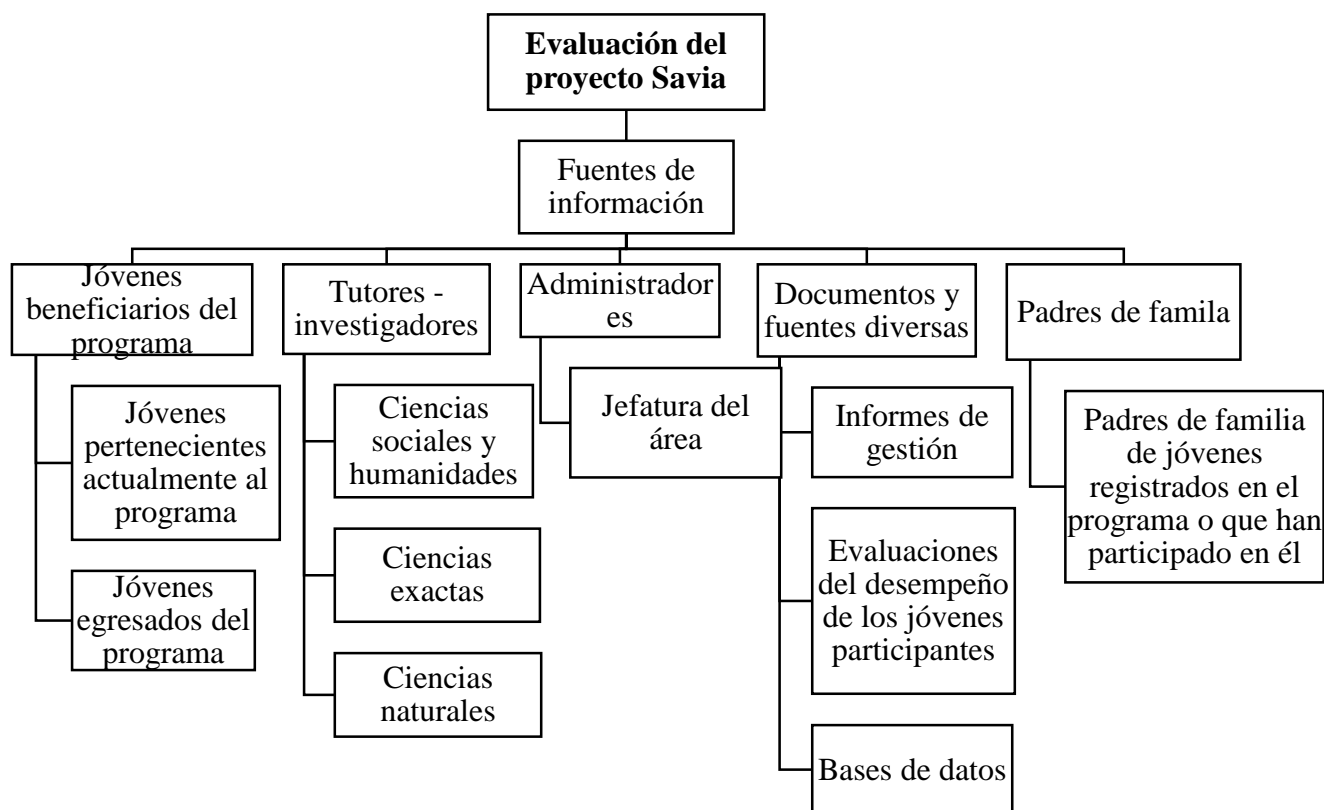 Evaluación del
proyecto Savia
Fuentes de
información
Jóvenes
beneficiarios del
programa
Jóvenes
pertenecientes
actualmente al
programa
Jóvenes
egresados del
programa
Tutores -
investigadores
Ciencias
sociales y
humanidades
Ciencias
exactas
Ciencias
naturales
Administrador
es
Jefatura del
área
Documentos y
fuentes diversas
Informes de
gestión
Evaluaciones
del desempeño
de los jóvenes
participantes
Bases de datos
Padres de famila
Padres de familia
de jóvenes
registrados en el
programa o que han
participado en él